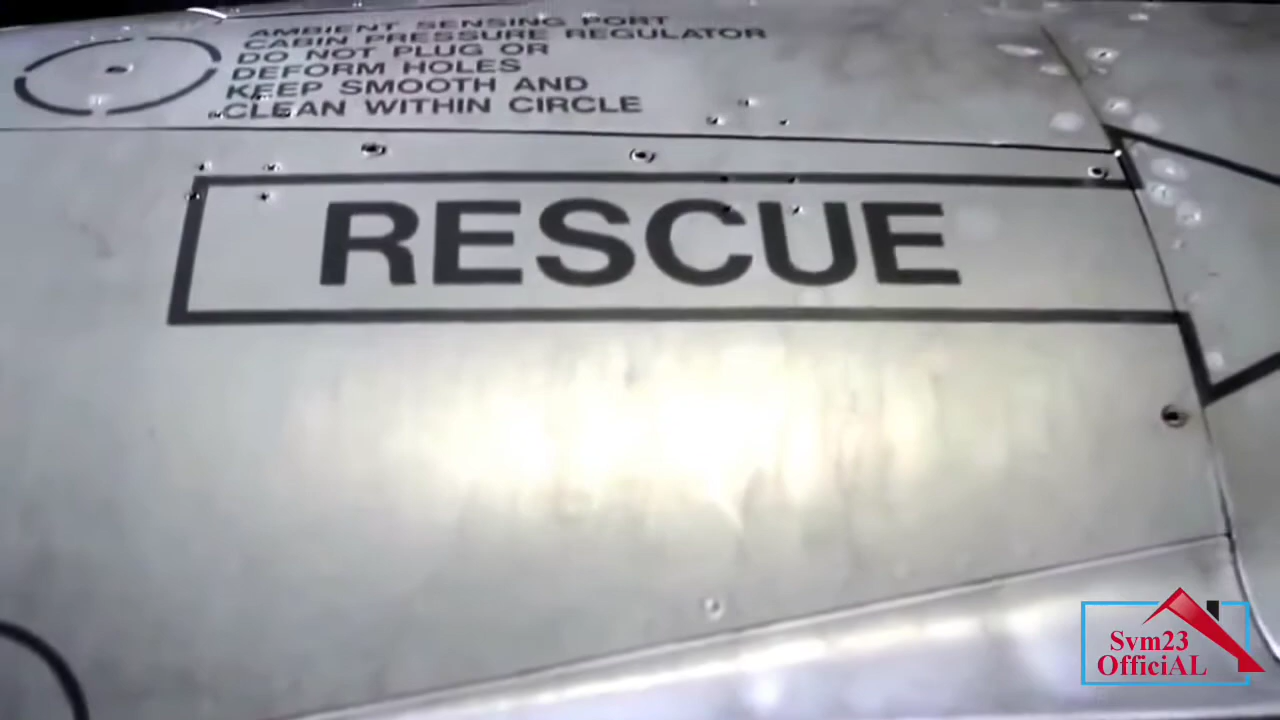 AMBIENT SENSING PORT
CABIN PRESSURE REGULATOR
DO NOT PLUG OR
DEFORM HOLES
KEEP SMOOTH AND
CLEAN WITHIN CIRCLE
RESCUE
Svm23
OfficiAL